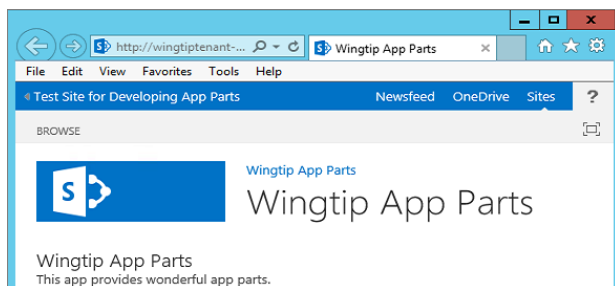 http://wingtiptenant-...
Wingtip App Parts
File Edit View Favorites Tools Help
Test Site for Developing App Parts Newsfeed OneDrive Sites ?
BROWSE
S
Wingtip App Parts
Wingtip App Parts
Wingtip App Parts
This app provides wonderful app parts.